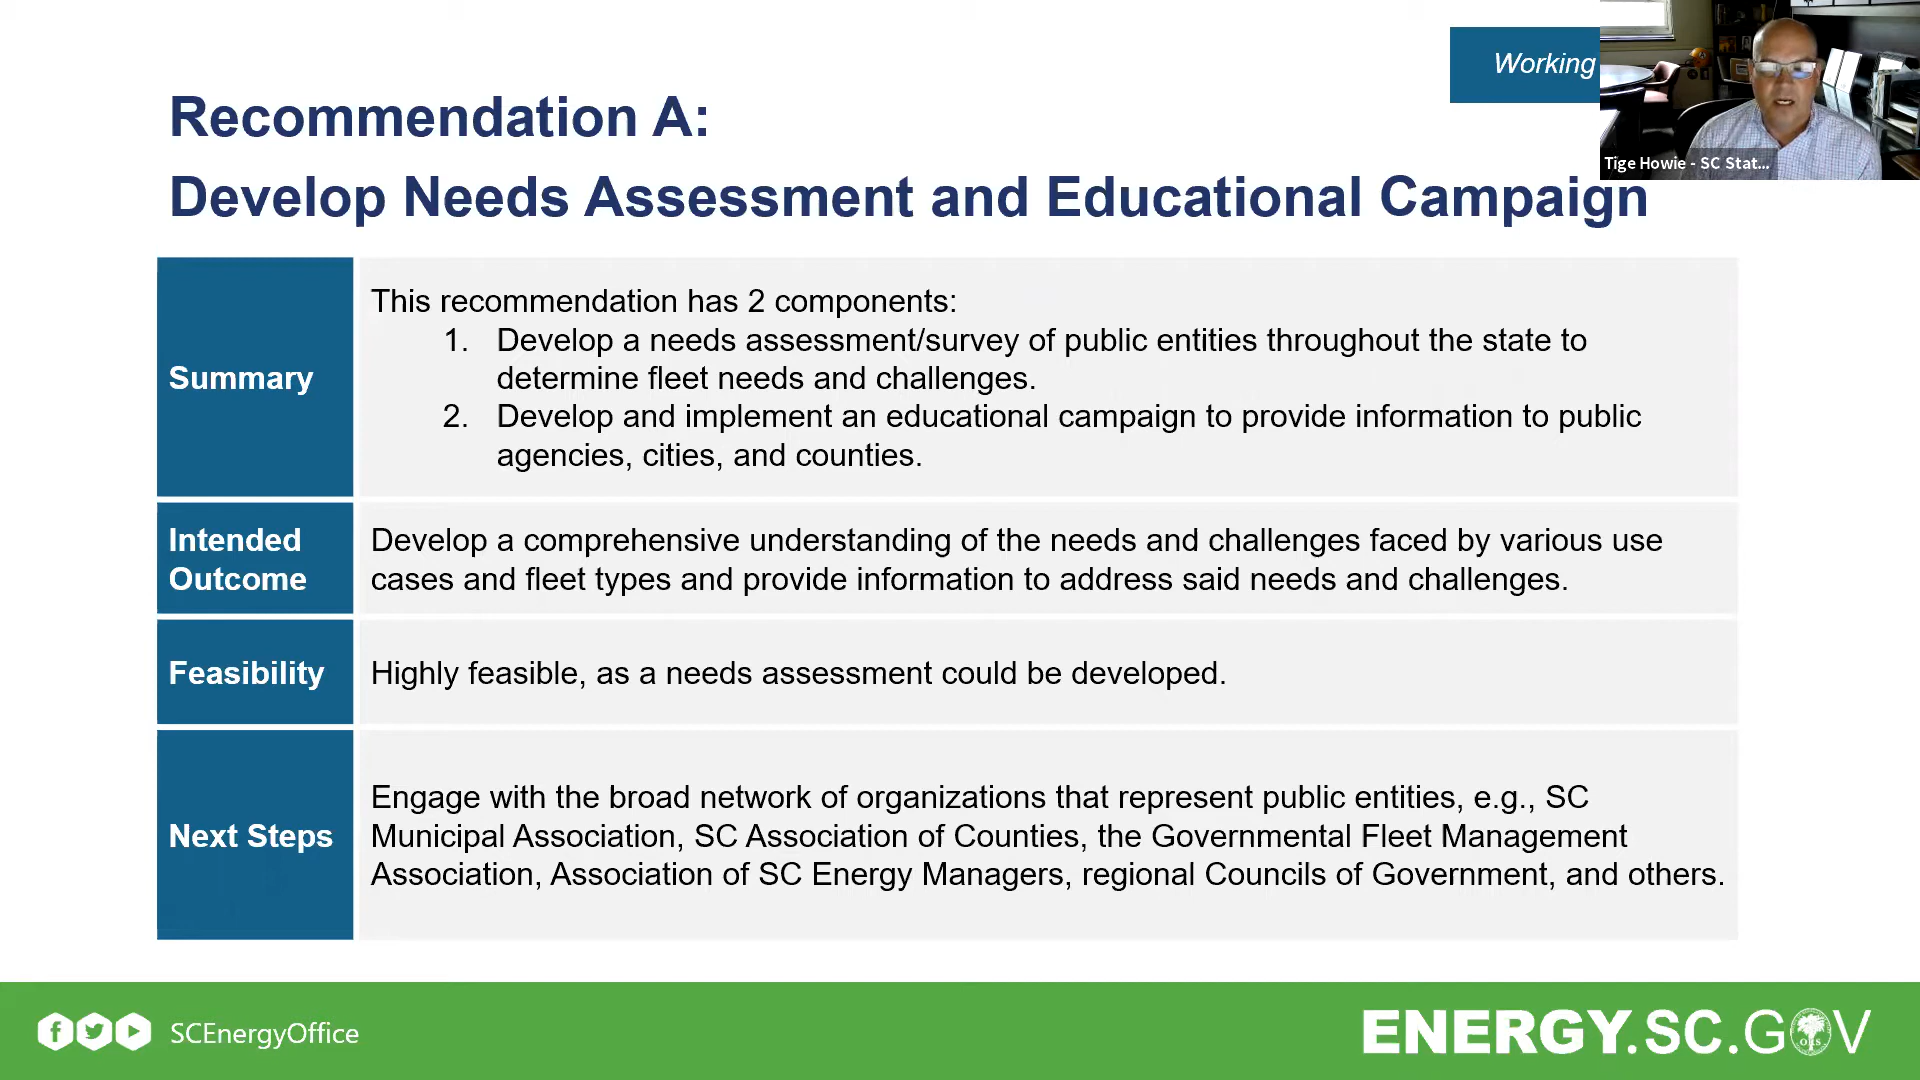 Working
Recommendation A:
Tige Howie - SC Stat...
Develop Needs Assessment and Educational Campaign
Summary
This recommendation has 2 components:
1. Develop a needs assessment/survey of public entities throughout the state to
determine fleet needs and challenges.
2. Develop and implement an educational campaign to provide information to public
agencies, cities, and counties.
Intended
Outcome
Develop a comprehensive understanding of the needs and challenges faced by various use
cases and fleet types and provide information to address said needs and challenges.
Feasibility
Highly feasible, as a needs assessment could be developed.
Next Steps
Engage with the broad network of organizations that represent public entities, e.g., SC
Municipal Association, SC Association of Counties, the Governmental Fleet Management
Association, Association of SC Energy Managers, regional Councils of Government, and others.
SCEnergyOffice
ENERGY.SC.GOV